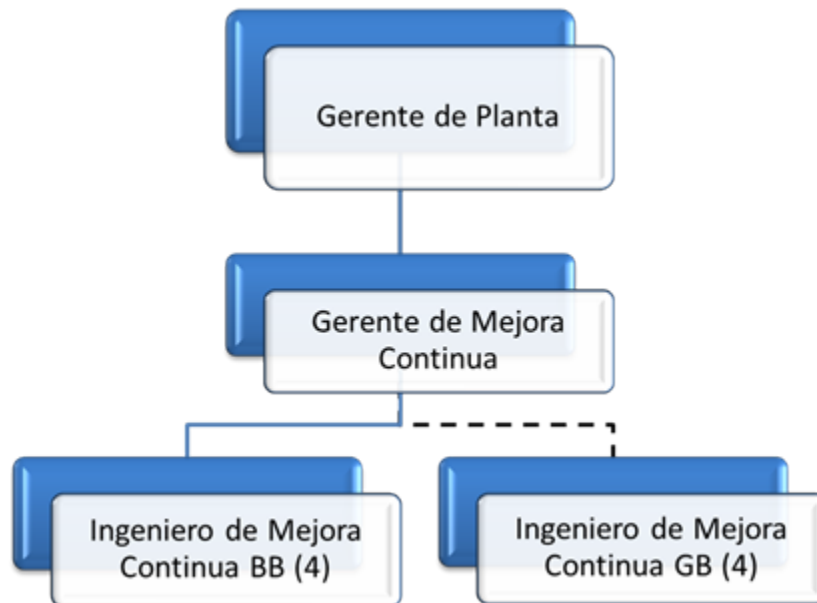 Gerente de Planta
Gerente de Mejora
Continua
Ingeniero de Mejora
Continua BB (4)
Ingeniero de Mejora
Continua GB (4)